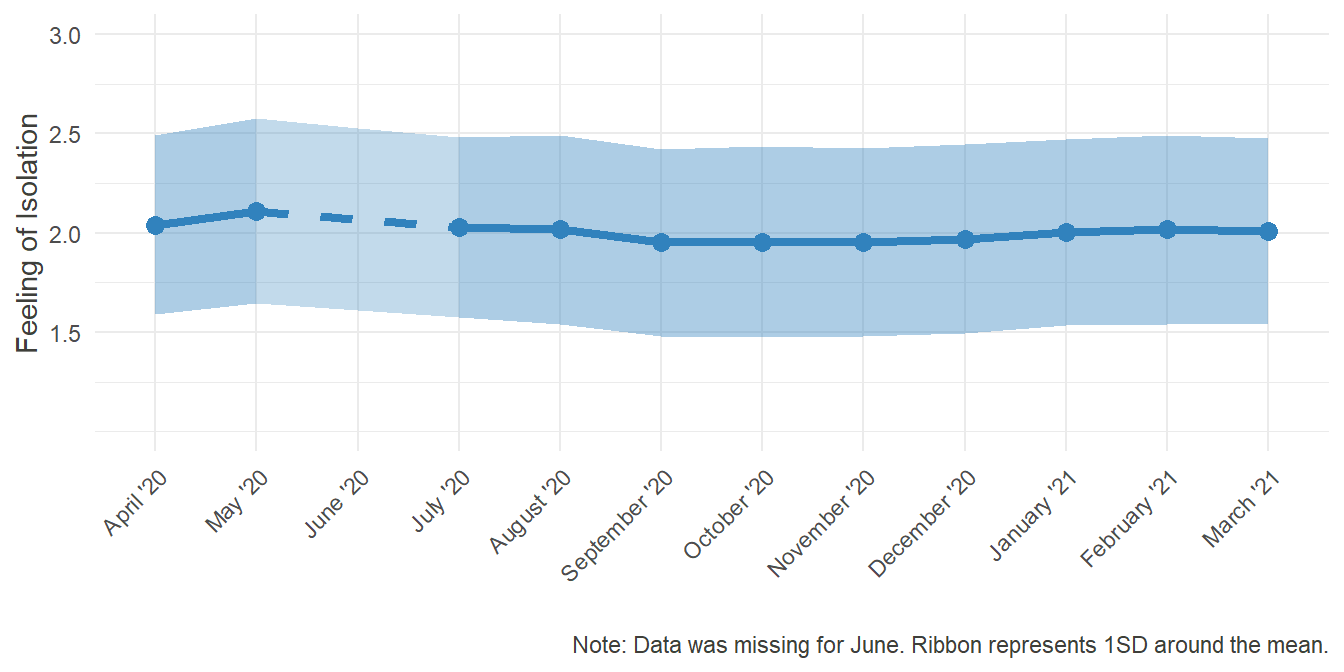 3.0
2.5
2.0
1.5
Feeling of Isolation
April '20
May '20
June '20
July '20
August '20
September '20
October '20
November '20
December '20
January '21
February '21
March '21
Note: Data was missing for June. Ribbon represents 1SD around the mean.